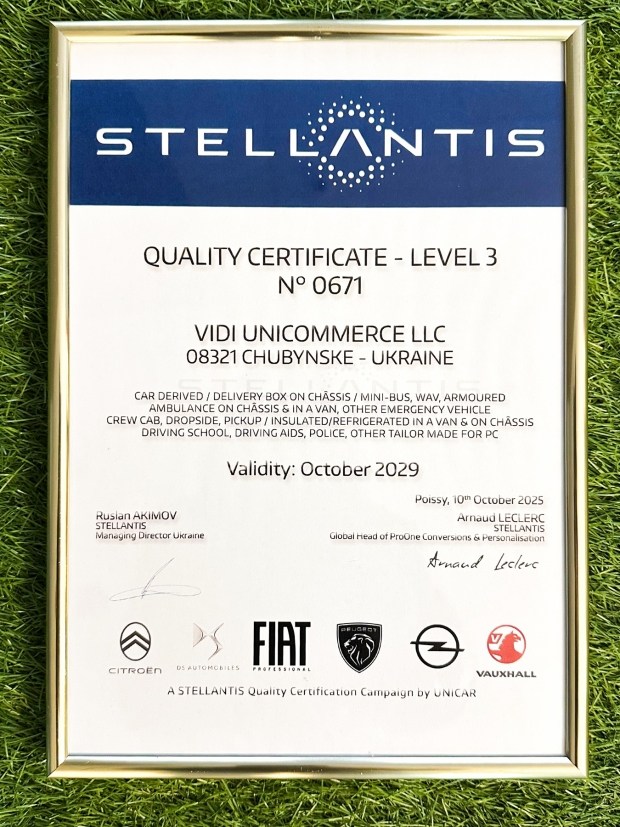 STELLANTIS
QUALITY CERTIFICATE - LEVEL 3
Nº 0671
VIDI UNICOMMERCE LLC
08321 CHUBYNSKE - UKRAINE
CAR DERIVED / DELIVERY BOX ON CHÂSSIS / MINI-BUS, WAV, ARMOURED
AMBULANCE ON CHÂSSIS & IN A VAN, OTHER EMERGENCY VEHICLE
CREW CAB, DROPSIDE, PICKUP / INSULATED/REFRIGERATED IN A VAN & ON CHÂSSIS
DRIVING SCHOOL, DRIVING AIDS, POLICE, OTHER TAILOR MADE FOR PC
Validity: October 2029
Poissy, 10th October 2025
Ruslan AKIMOV
STELLANTIS
Managing Director Ukraine
Arnaud LECLERC
STELLANTIS
Global Head of ProOne Conversions & Personalisation
Arnaud Leclerc
CITROËN
DS AUTOMOBILES
FIAT
PROFESSIONAL
PEUGEOT
VAUXHALL
A STELLANTIS Quality Certification Campaign by UNICAR